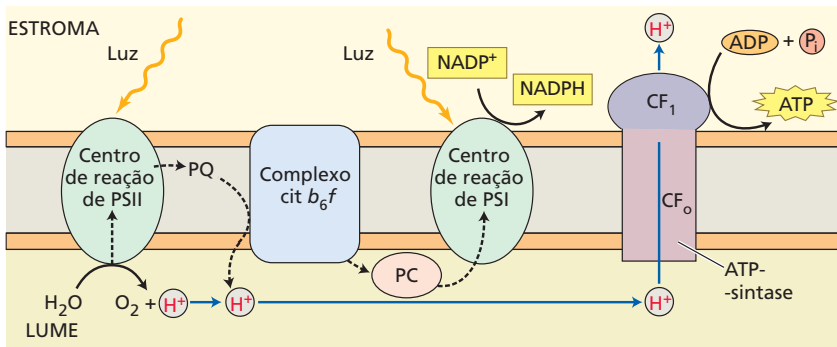 ESTROMA
Luz
Luz
NADP+
NADPH
H+
ADP + Pi
ATP
CF1
Centro
de reação
de PSII
PQ
Complexo
cit b6f
Centro
de reação
de PSI
CFo
PC
H2O
O2 + H+
H+
H+
ATP-
-sintase
LUME